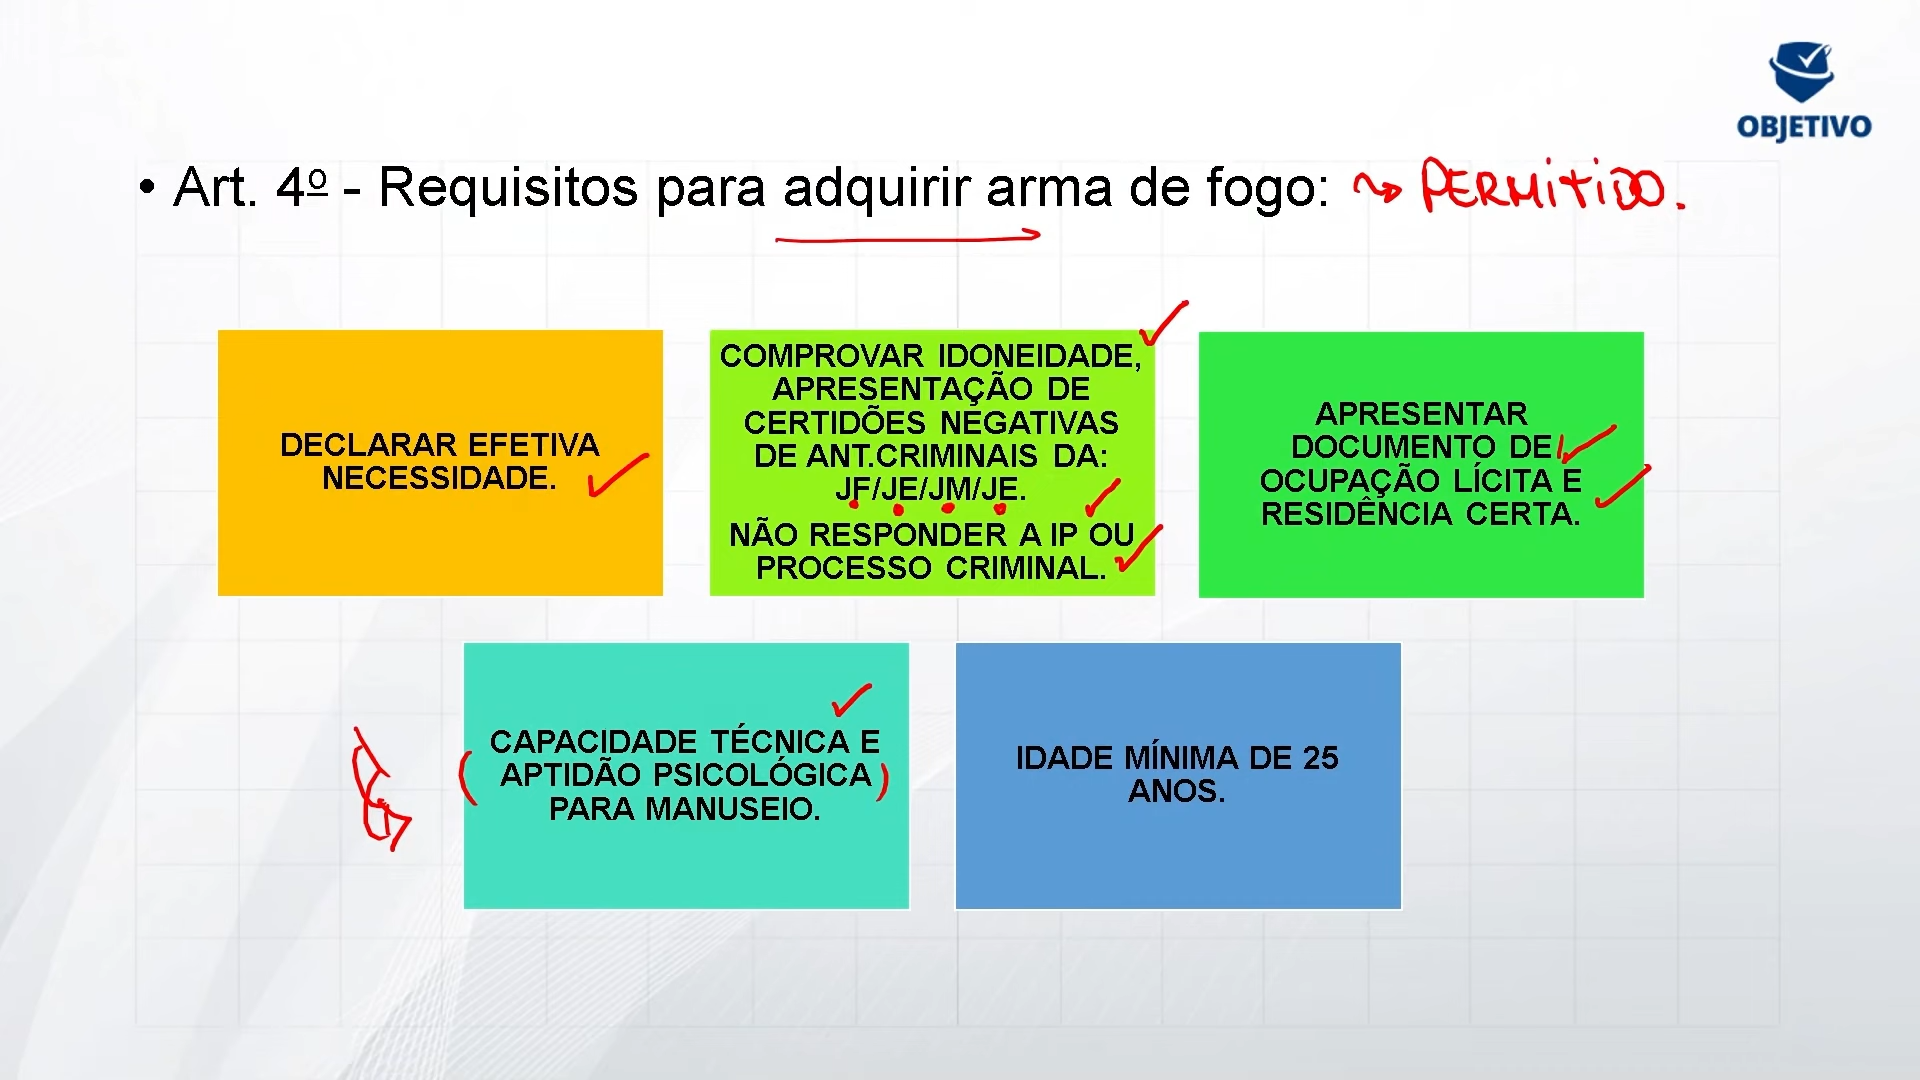 OBJETIVO
• Art. 4º - Requisitos para adquirir arma de fogo: ~> PERMITIDO.
DECLARAR EFETIVA
NECESSIDADE.
COMPROVAR IDONEIDADE,
APRESENTAÇÃO DE
CERTIDÕES NEGATIVAS
DE ANT.CRIMINAIS DA:
JF/JE/JM/JE.
NÃO RESPONDER A IP OU
PROCESSO CRIMINAL.
APRESENTAR
DOCUMENTO DE
OCUPAÇÃO LÍCITA E
RESIDÊNCIA CERTA.
CAPACIDADE TÉCNICA E
APTIDÃO PSICOLÓGICA
PARA MANUSEIO.
IDADE MÍNIMA DE 25
ANOS.